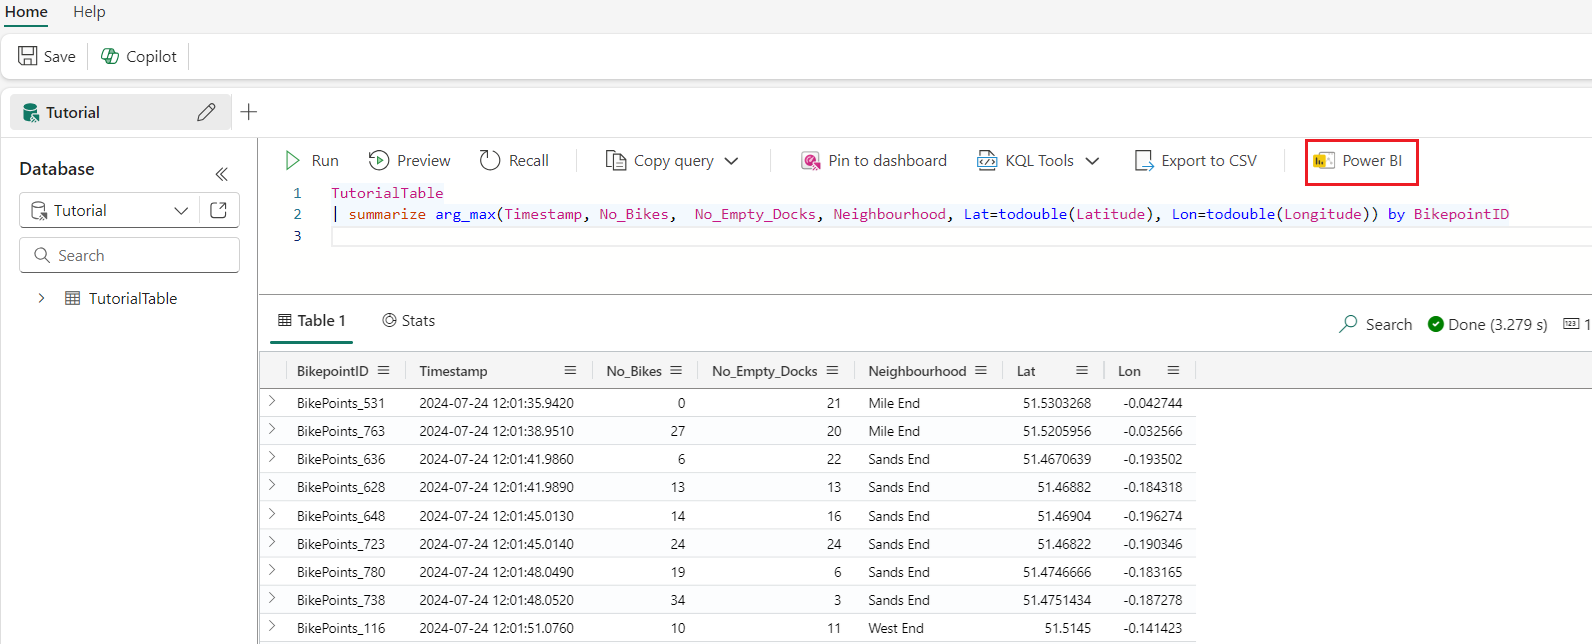 Home Help
Save Copilot
Tutorial
Database
Tutorial
Search
TutorialTable
Run Preview Recall Copy query Pin to dashboard KQL Tools Export to CSV Power BI
1 TutorialTable
2 | summarize arg_max(Timestamp, No_Bikes,  No_Empty_Docks, Neighbourhood, Lat=todouble(Latitude), Lon=todouble(Longitude)) by BikepointID
3
Table 1 Stats Search Done (3.279 s) 123 1
BikepointID Timestamp No_Bikes No_Empty_Docks Neighbourhood Lat Lon
BikePoints_531 2024-07-24 12:01:35.9420 0 21 Mile End 51.5303268 -0.042744
BikePoints_763 2024-07-24 12:01:38.9510 27 20 Mile End 51.5205956 -0.032566
BikePoints_636 2024-07-24 12:01:41.9860 6 22 Sands End 51.4670639 -0.193502
BikePoints_628 2024-07-24 12:01:41.9890 13 13 Sands End 51.46882 -0.184318
BikePoints_648 2024-07-24 12:01:45.0130 14 16 Sands End 51.46904 -0.196274
BikePoints_723 2024-07-24 12:01:45.0140 24 24 Sands End 51.46822 -0.190346
BikePoints_780 2024-07-24 12:01:48.0490 19 6 Sands End 51.4746666 -0.183165
BikePoints_738 2024-07-24 12:01:48.0520 34 3 Sands End 51.4751434 -0.187278
BikePoints_116 2024-07-24 12:01:51.0760 10 11 West End 51.5145 -0.141423